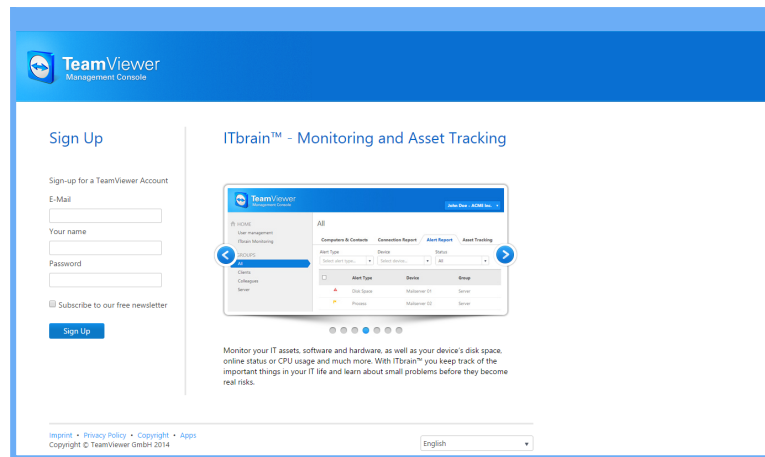 TeamViewer
Management Console
Sign Up
Sign-up for a TeamViewer Account
E-Mail
Your name
Password
Subscribe to our free newsletter
Sign Up
ITbrain™ - Monitoring and Asset Tracking
TeamViewer
Management Console
John Doe - ACME Inc.
HOME
User management
ITbrain Monitoring
GROUPS
All
Clients
Colleagues
Server
All
Computers & Contacts Connection Report Alert Report Asset Tracking
Alert Type Device Status
Select alert type... Select device... All
Alert Type Device Group
Disk Space Mailserver 01 Server
Process Mailserver 03 Server
Monitor your IT assets, software and hardware, as well as your device's disk space,
online status or CPU usage and much more. With ITbrain™ you keep track of the
important things in your IT life and learn about small problems before they become
real risks.
Imprint • Privacy Policy • Copyright • Apps
Copyright © TeamViewer GmbH 2014
English